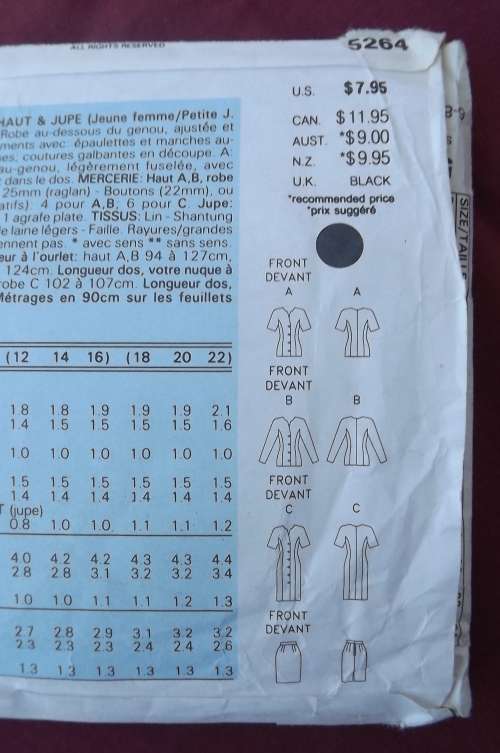 ALL RIGHTS RESERVED
5264
U.S. $7.95
CAN. $11.95
AUST. *$9.00
N.Z. *$9.95
U.K. BLACK
*recommended price
*prix suggéré
HAUT & JUPE (Jeune femme/Petite J.
Robe au-dessous du genou, ajustée et
ments avec épaulettes et manches au-
es, coutures galbantes en découpe. A:
au-genou, légèrement fuselée, avec
dans le dos. MERCERIE: Haut A,B, robe
25mm (raglan) - Boutons (22mm), ou
atifs): 4 pour A,B; 6 pour C. Jupe:
1 agrafe plate. TISSUS: Lin - Shantung
de laine légers - Faille. Rayures/grandes
ennent pas. * avec sens ** sans sens.
eur à l'ourlet: haut A,B 94 à 127cm,
124cm. Longueur dos, votre nuque à
robe C 102 à 107cm. Longueur dos,
Métrages en 90cm sur les feuillets
(12 14 16) (18 20 22)
1.8 1.8 1.9 1.9 1.9 2.1
1.4 1.5 1.5 1.5 1.5 1.6
1.0 1.0 1.0 1.0 1.0 1.0
1.5 1.5 1.5 1.5 1.5 1.5
1.4 1.4 1.4 1.4 1.4 1.4
T (jupe)
0.8 1.0 1.0 1.1 1.1 1.2
4.0 4.2 4.2 4.3 4.3 4.4
2.8 2.8 3.1 3.2 3.2 3.4
1.0 1.0 1.1 1.1 1.2 1.3
2.7 2.8 2.9 3.1 3.2 3.2
2.3 2.3 2.3 2.4 2.4 2.6
1.3 1.3 1.3 1.3 1.3 1.3
FRONT
DEVANT
A A
FRONT
DEVANT
B B
FRONT
DEVANT
C C
FRONT
DEVANT
SIZE/TAILLE